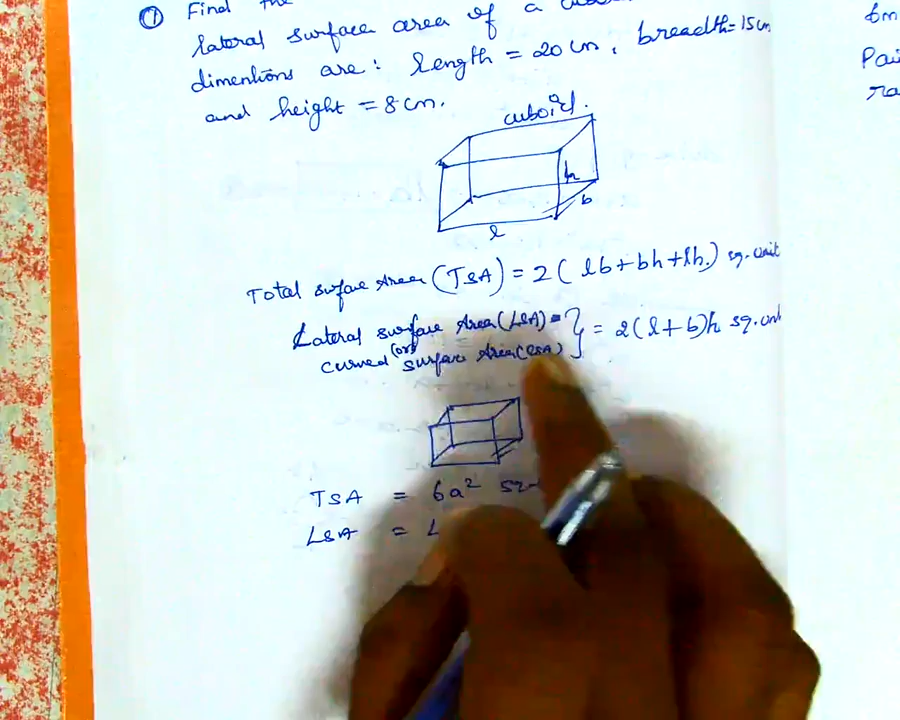 ① Find the
lateral surface area of a
dimentions are: length = 20 cm, breadth = 15 cm
and height = 8 cm.
cuboid.
h
b
l
Total surface Area (TSA) = 2(lb+bh+lh.) sq. unit
Lateral surface Area (LSA) = } = 2(l+b)h sq. unit
(or)
curved surface Area (CSA)
TSA = 6a² sq
LSA =